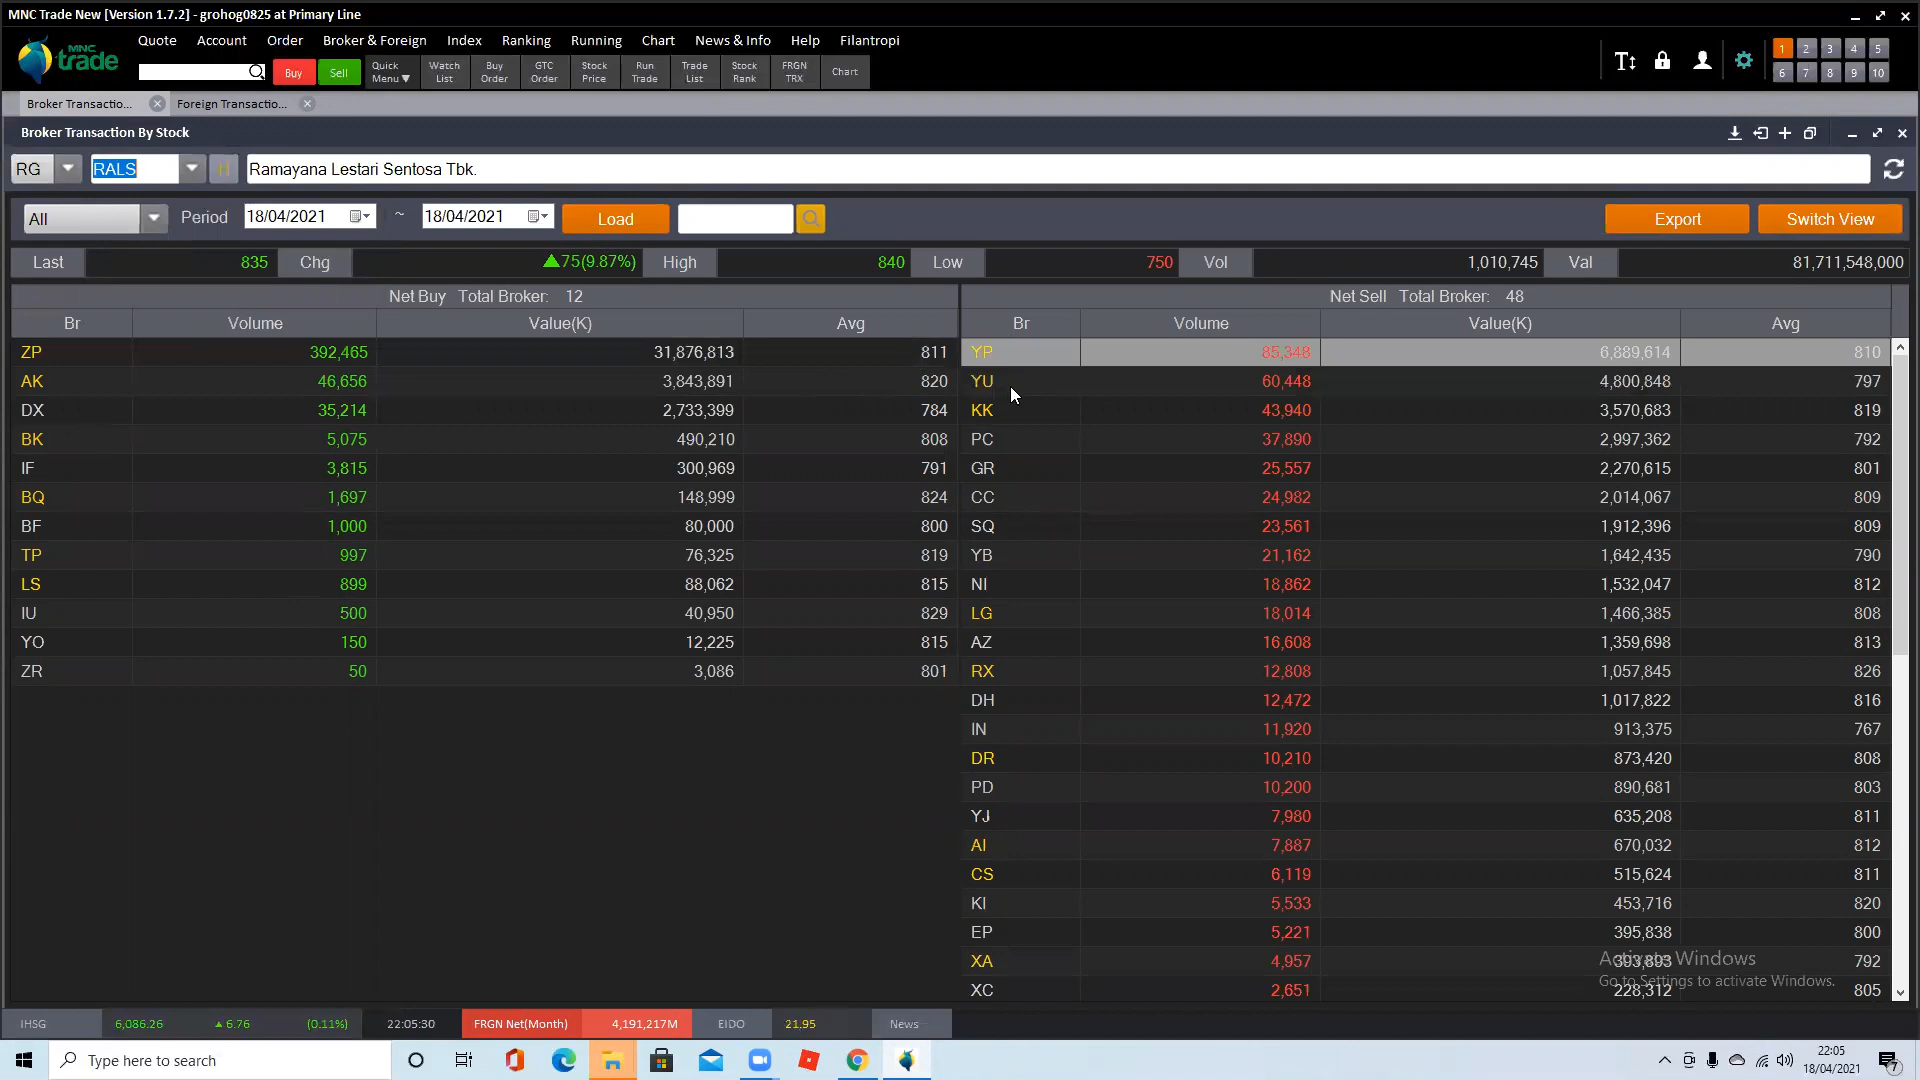 MNC Trade New [Version 1.7.2] - grohog0825 at Primary Line
MNC trade
Quote Account Order Broker & Foreign Index Ranking Running Chart News & Info Help Filantropi
Buy Sell Quick Menu▼ Watch List Buy Order GTC Order Stock Price Run Trade Trade List Stock Rank FRGN TRX Chart
1 2 3 4 5
6 7 8 9 10
Broker Transactio... Foreign Transactio...
Broker Transaction By Stock
RG RALS H Ramayana Lestari Sentosa Tbk.
All Period 18/04/2021 ~ 18/04/2021 Load Export Switch View
Last 835 Chg ▲75(9.87%) High 840 Low 750 Vol 1,010,745 Val 81,711,548,000
Net Buy Total Broker: 12 Net Sell Total Broker: 48
Br Volume Value(K) Avg Br Volume Value(K) Avg
ZP 392,465 31,876,813 811 YP 85,348 6,889,614 810
AK 46,656 3,843,891 820 YU 60,448 4,800,848 797
DX 35,214 2,733,399 784 KK 43,940 3,570,683 819
BK 5,075 490,210 808 PC 37,890 2,997,362 792
IF 3,815 300,969 791 GR 25,557 2,270,615 801
BQ 1,697 148,999 824 CC 24,982 2,014,067 809
BF 1,000 80,000 800 SQ 23,561 1,912,396 809
TP 997 76,325 819 YB 21,162 1,642,435 790
LS 899 88,062 815 NI 18,862 1,532,047 812
IU 500 40,950 829 LG 18,014 1,466,385 808
YO 150 12,225 815 AZ 16,608 1,359,698 813
ZR 50 3,086 801 RX 12,808 1,057,845 826
DH 12,472 1,017,822 816
IN 11,920 913,375 767
DR 10,210 873,420 808
PD 10,200 890,681 803
YJ 7,980 635,208 811
AI 7,887 670,032 812
CS 6,119 515,624 811
KI 5,533 453,716 820
EP 5,221 395,838 800
XA 4,957 393,893 792
XC 2,651 228,312 805
Activate Windows
Go to Settings to activate Windows.
IHSG 6,086.26 ▲ 6.76 (0.11%) 22:05:30 FRGN Net(Month) 4,191,217M EIDO 21.95 News
Type here to search
22:05
18/04/2021
7